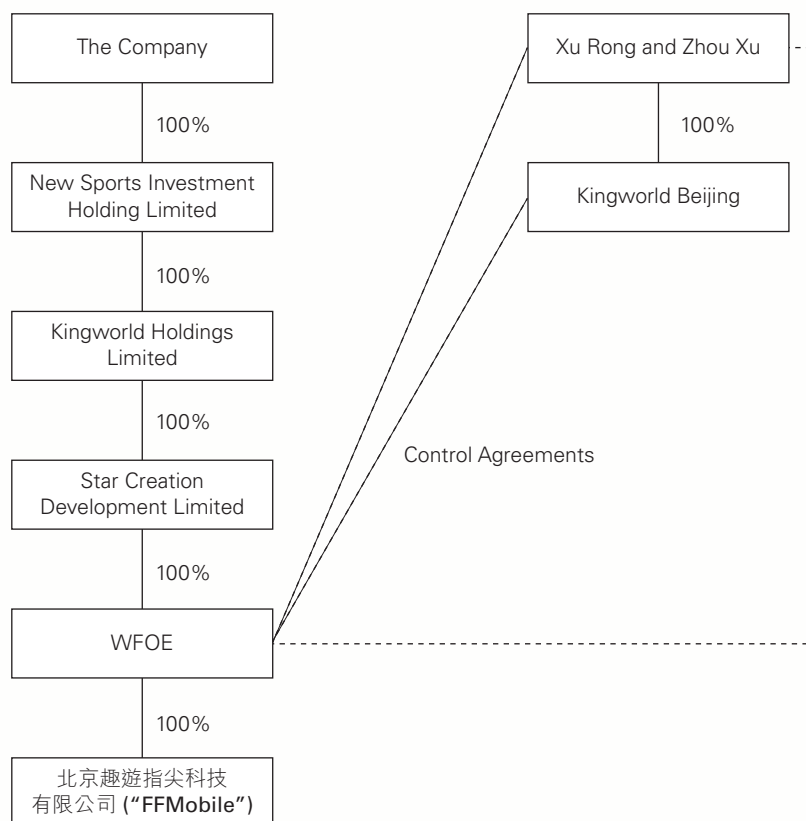 The Company
Xu Rong and Zhou Xu
100%
100%
New Sports Investment
Holding Limited
Kingworld Beijing
100%
Kingworld Holdings
Limited
100%
Control Agreements
Star Creation
Development Limited
100%
WFOE
100%
北京趣遊指尖科技
有限公司 (“FFMobile”)